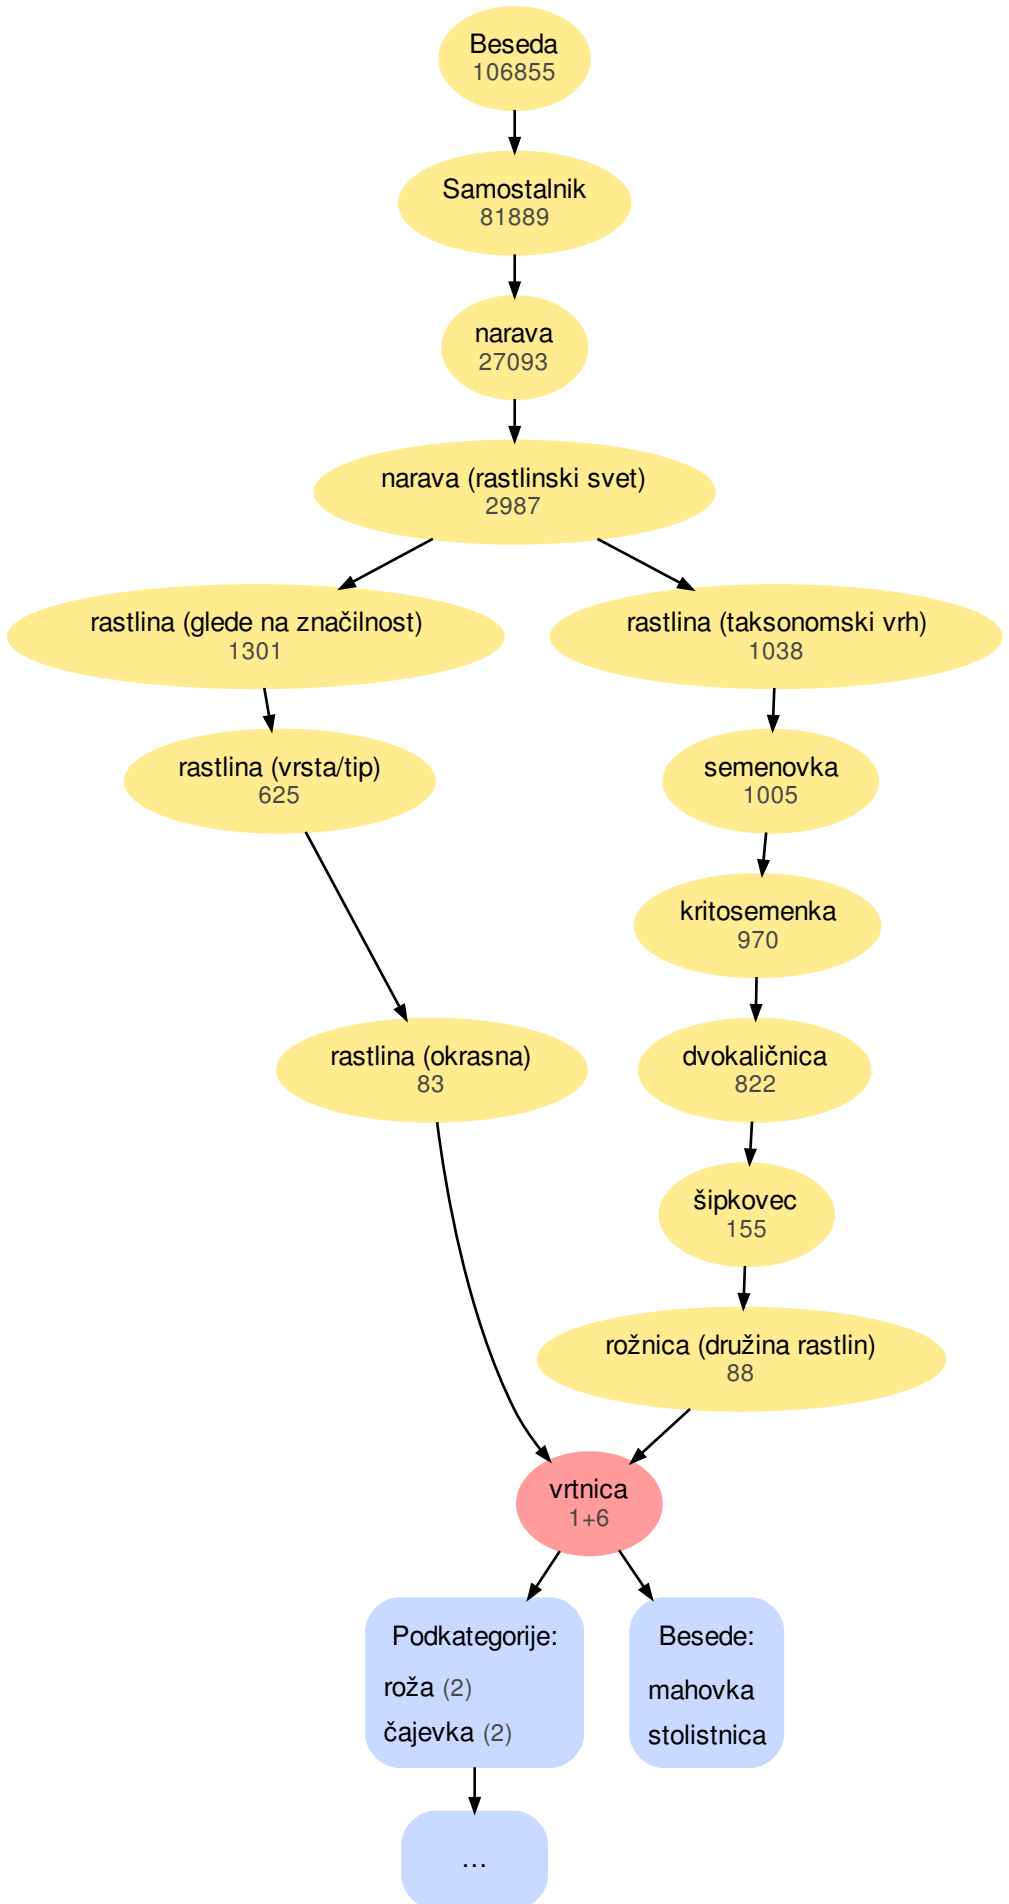 Beseda
106855
Samostalnik
81889
narava
27093
narava (rastlinski svet)
2987
rastlina (glede na značilnost)
1301
rastlina (taksonomski vrh)
1038
rastlina (vrsta/tip)
625
semenovka
1005
kritosemenka
970
rastlina (okrasna)
83
dvokaličnica
822
šipkovec
155
rožnica (družina rastlin)
88
vrtnica
1+6
Podkategorije:
roža (2)
čajevka (2)
Besede:
mahovka
stolistnica
...